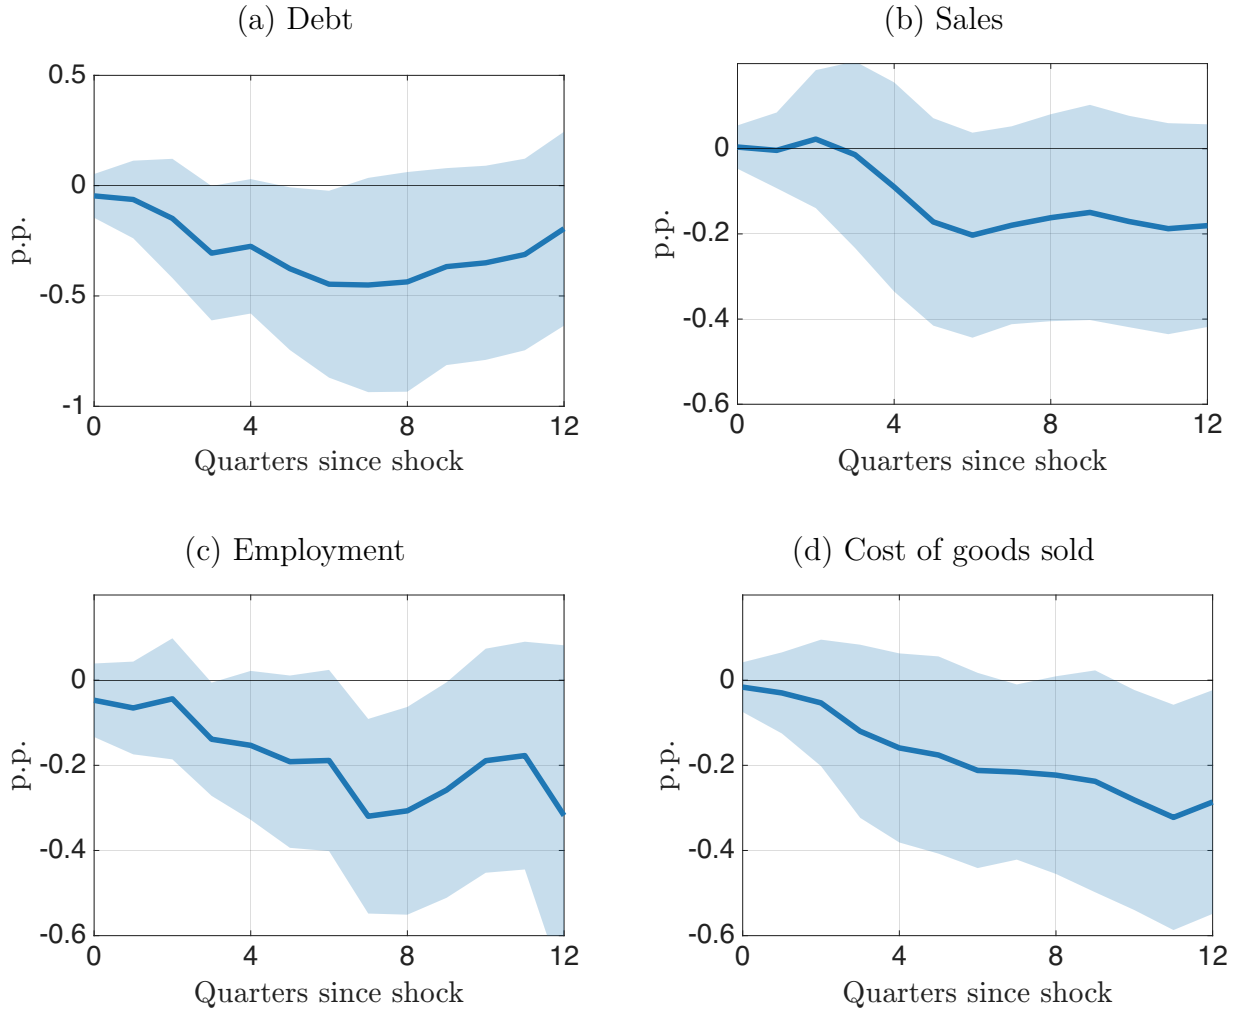 (a) Debt
0.5
0
-0.5
-1
p.p.
0 4 8 12
Quarters since shock
(b) Sales
0
-0.2
-0.4
-0.6
p.p.
0 4 8 12
Quarters since shock
(c) Employment
0
-0.2
-0.4
-0.6
p.p.
0 4 8 12
Quarters since shock
(d) Cost of goods sold
0
-0.2
-0.4
-0.6
p.p.
0 4 8 12
Quarters since shock